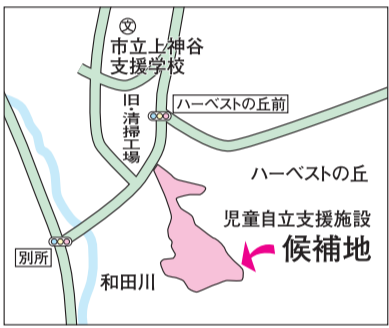 文
市立上神谷
支援学校
旧・清掃工場
ハーベストの丘前
ハーベストの丘
児童自立支援施設
候補地
別所
和田川